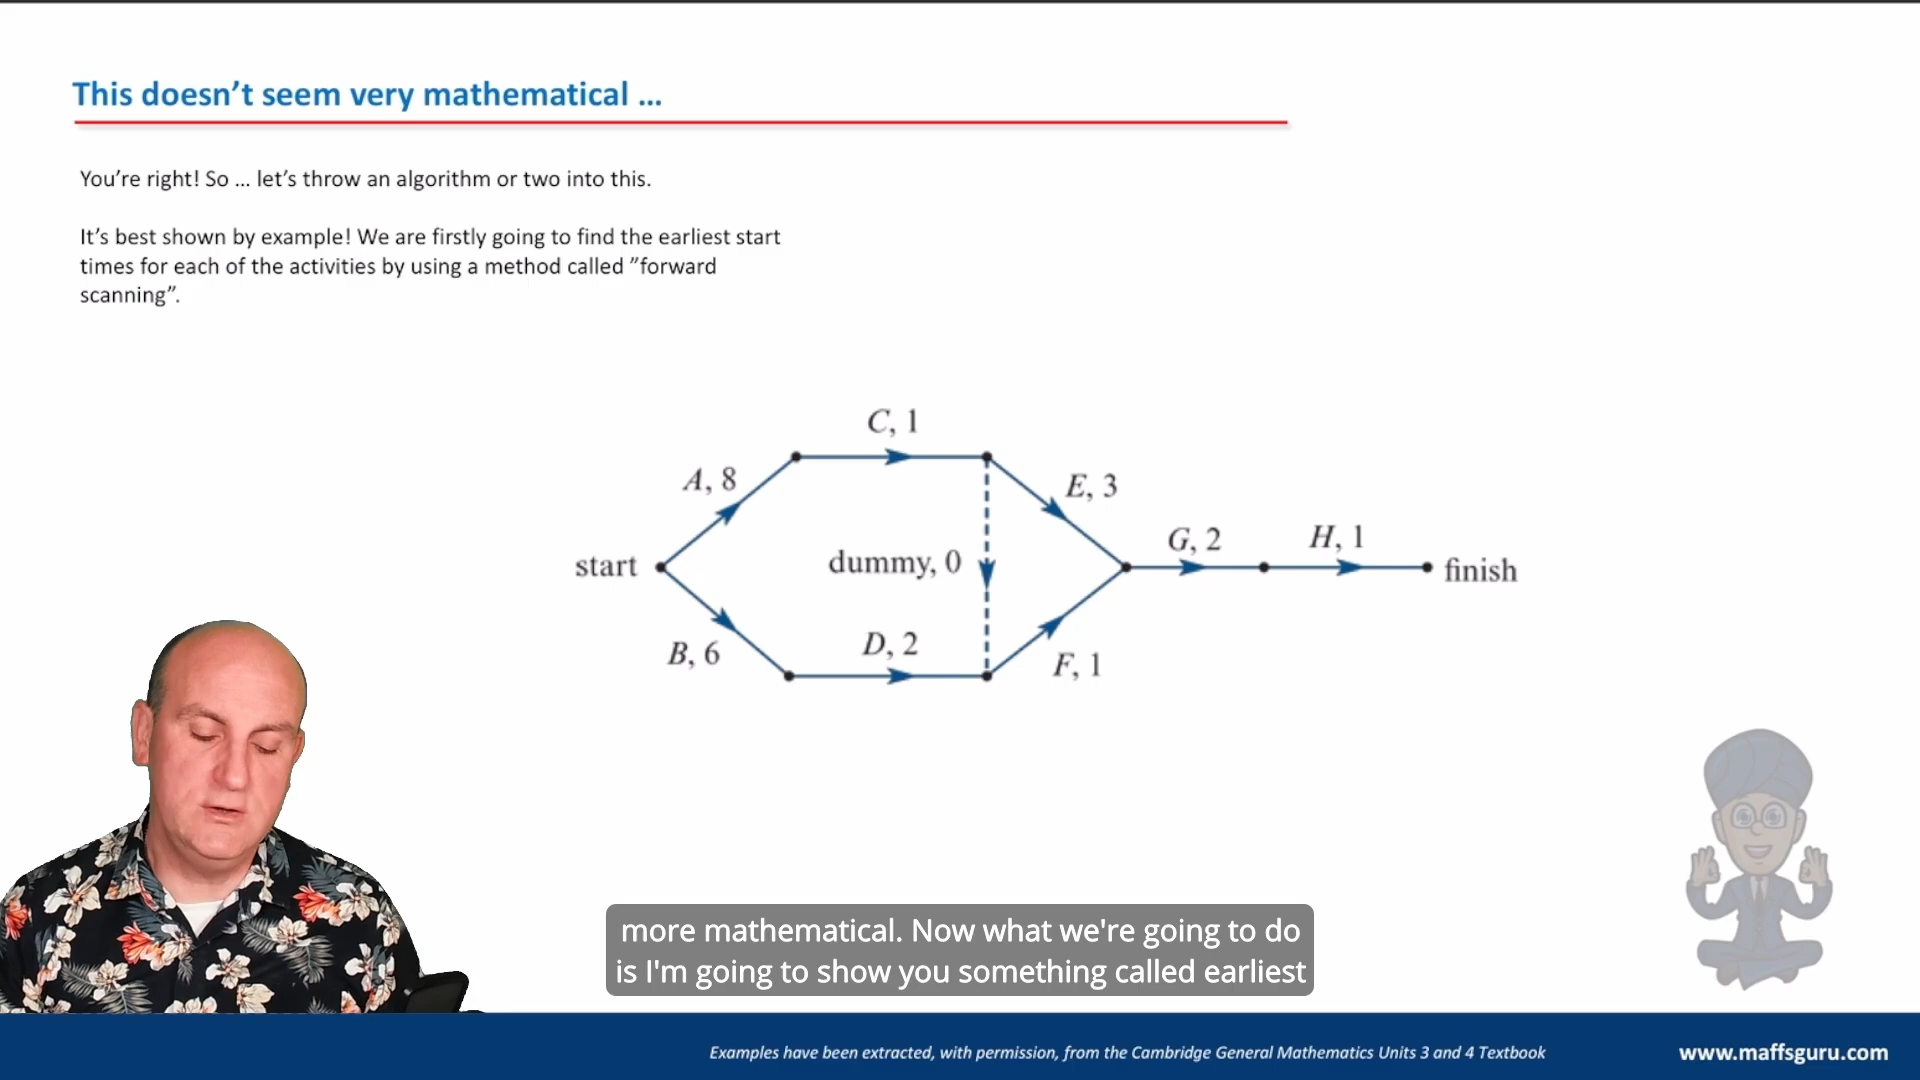 This doesn’t seem very mathematical ...
You’re right! So ... let’s throw an algorithm or two into this.
It’s best shown by example! We are firstly going to find the earliest start
times for each of the activities by using a method called ”forward
scanning”.
C, 1
A, 8
E, 3
G, 2
H, 1
start
dummy, 0
finish
B, 6
D, 2
F, 1
more mathematical. Now what we're going to do
is I'm going to show you something called earliest
Examples have been extracted, with permission, from the Cambridge General Mathematics Units 3 and 4 Textbook
www.maffsguru.com